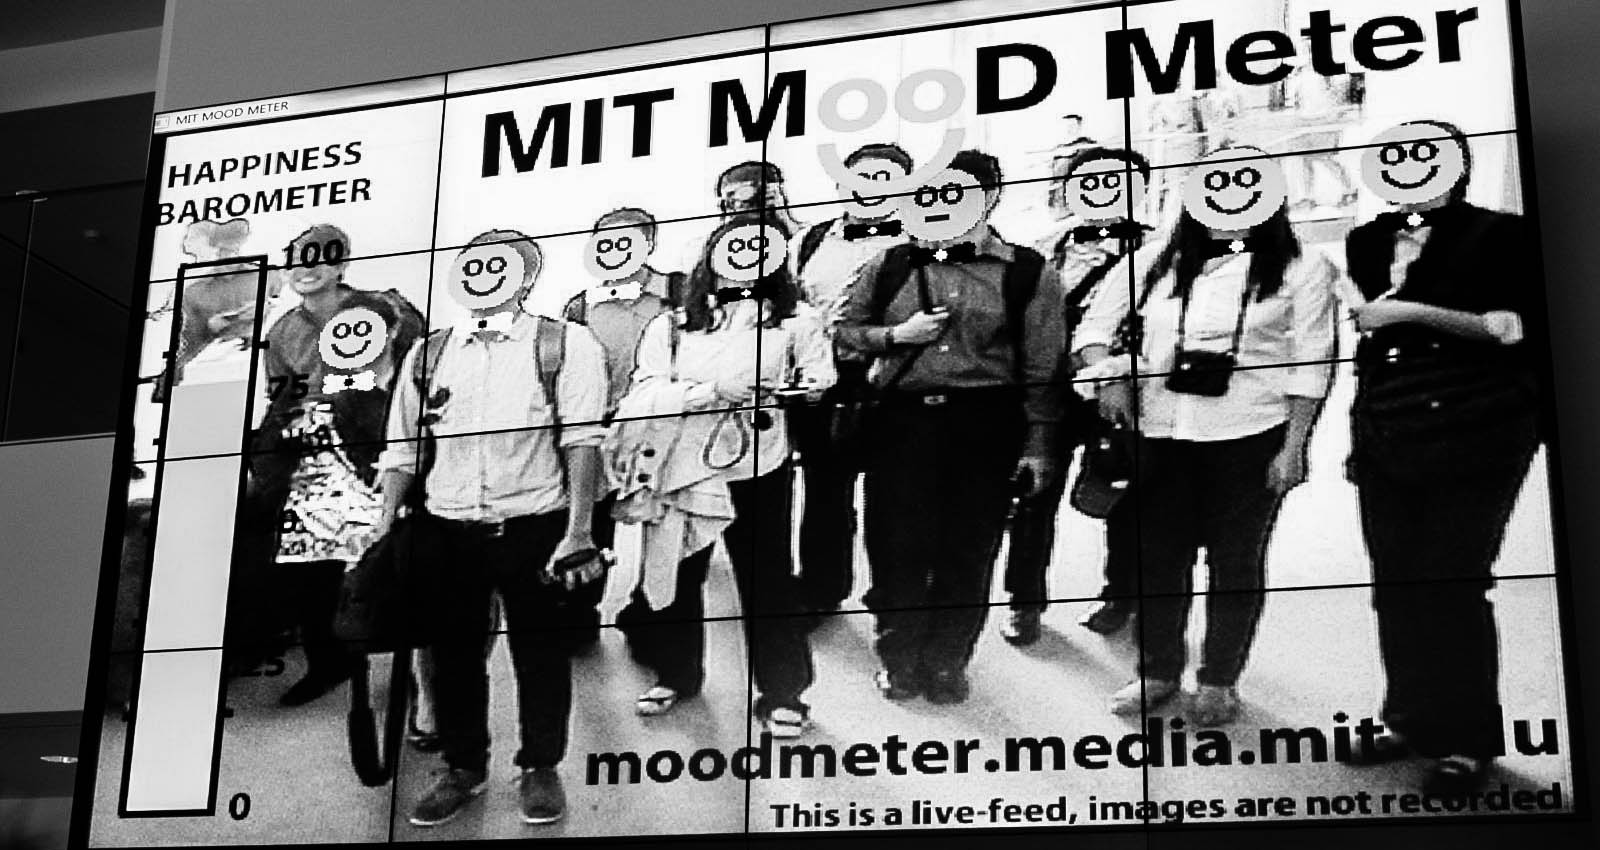 MIT MOOD METER
MIT MooD Meter
HAPPINESS
BAROMETER
100
75
25
0
moodmeter.media.mit u
This is a live-feed, images are not recorded